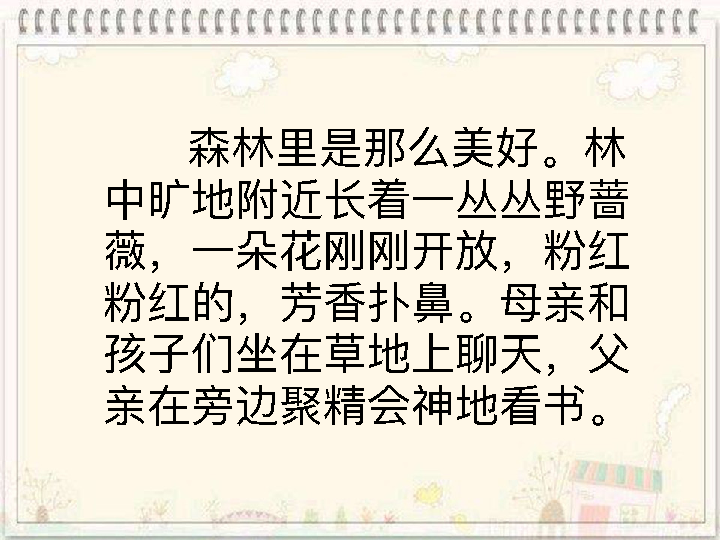 森林里是那么美好。林
中旷地附近长着一丛丛野蔷
薇，一朵花刚刚开放，粉红
粉红的，芳香扑鼻。母亲和
孩子们坐在草地上聊天，父
亲在旁边聚精会神地看书。